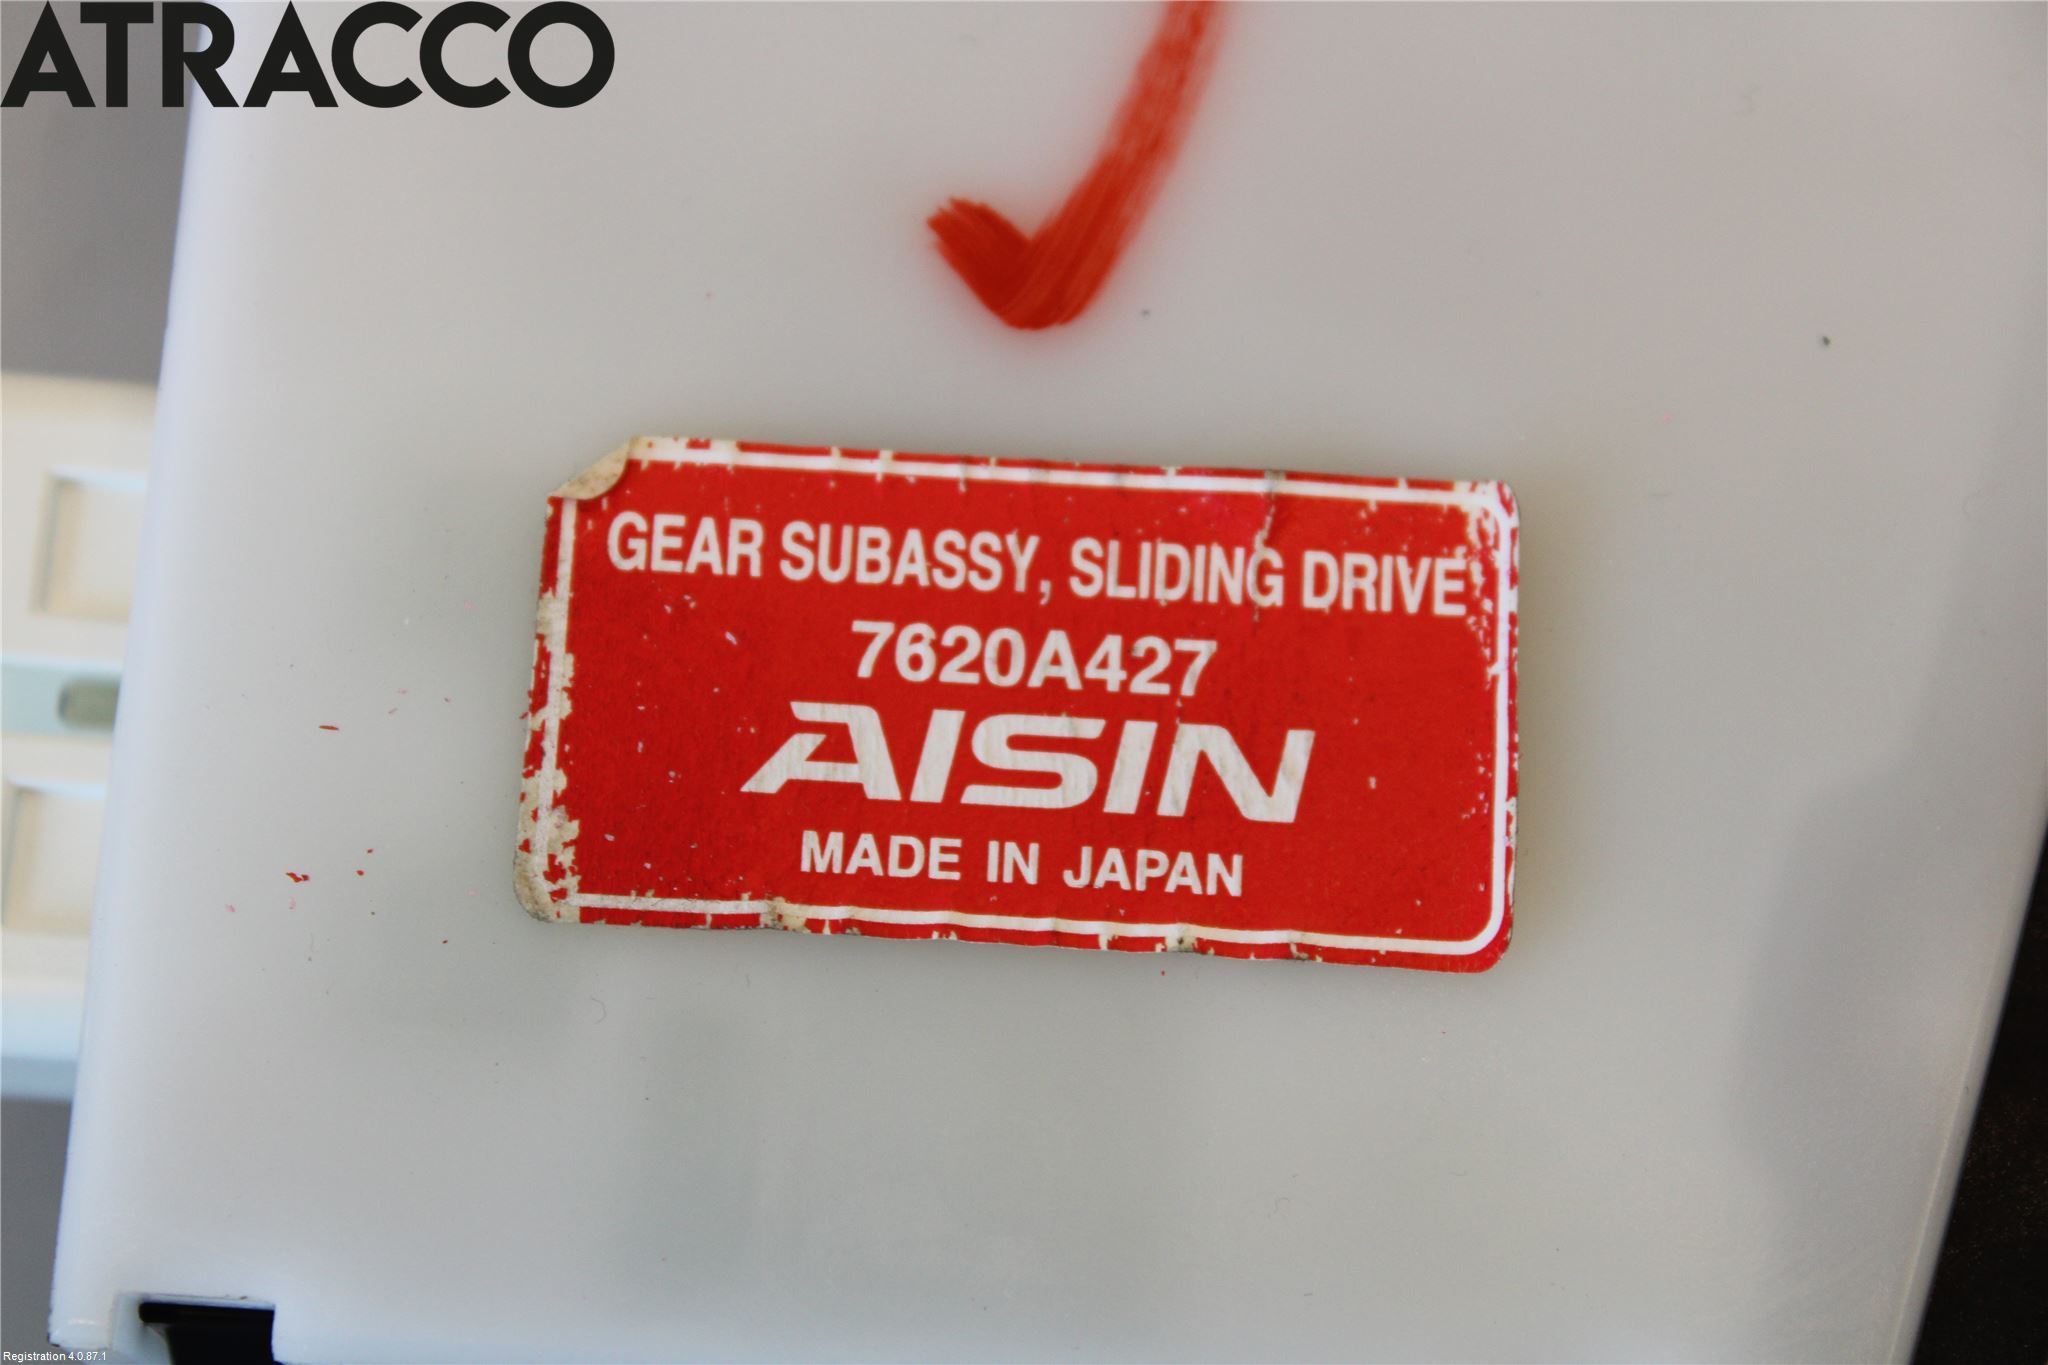 ATRACCO
GEAR SUBASSY, SLIDING DRIVE
7620A427
AISIN
MADE IN JAPAN
Registration 4.0.87.1